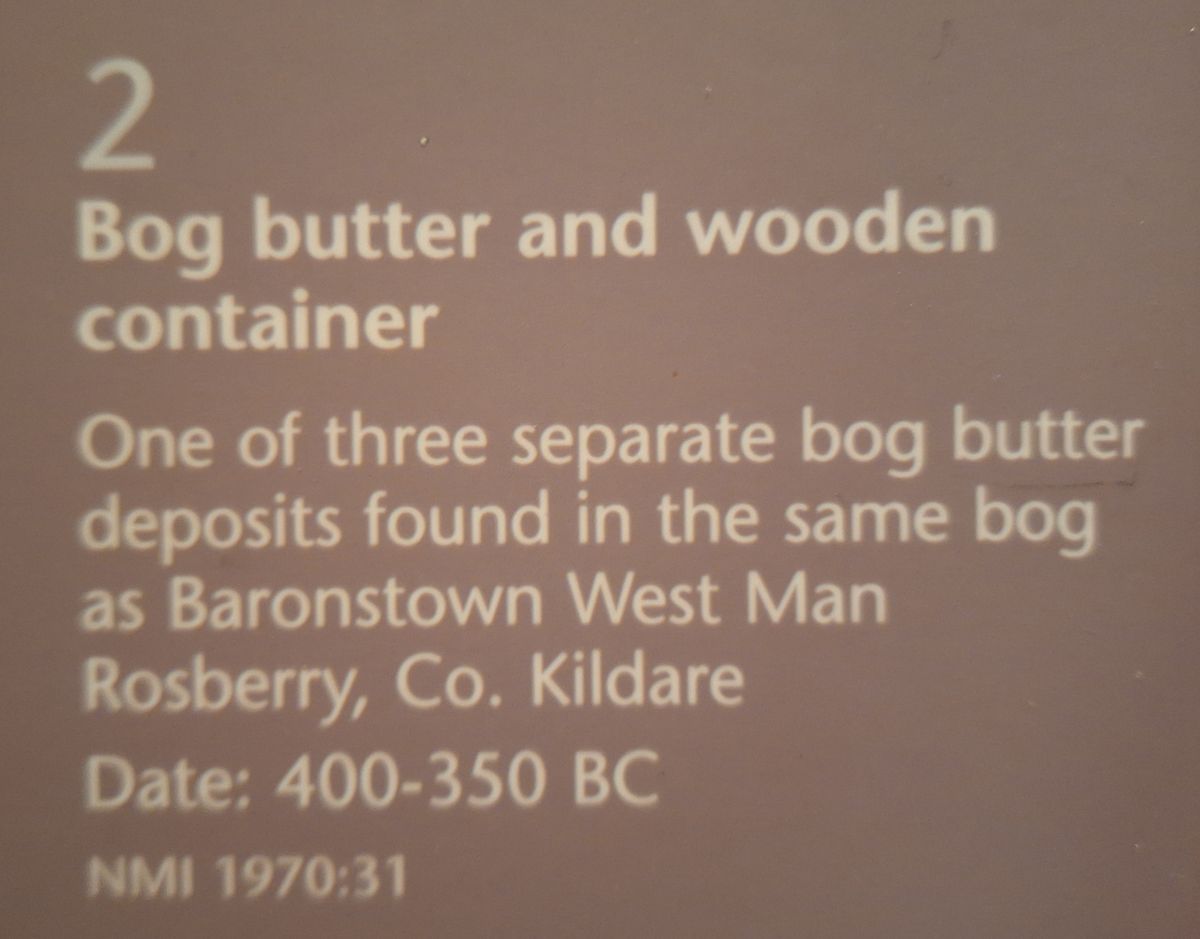 2
Bog butter and wooden
container
One of three separate bog butter
deposits found in the same bog
as Baronstown West Man
Rosberry, Co. Kildare
Date: 400-350 BC
NMI 1970:31